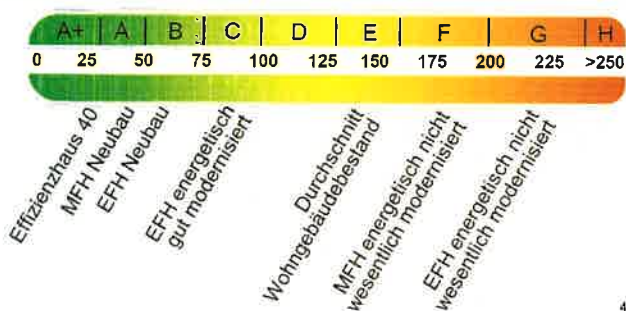 A+ A B C D E F G H
0 25 50 75 100 125 150 175 200 225 >250
Effizienzhaus 40
MFH Neubau
EFH Neubau
EFH energetisch
gut modernisiert
Durchschnitt
Wohngebäudebestand
MFH energetisch nicht
wesentlich modernisiert
EFH energetisch nicht
wesentlich modernisiert
4